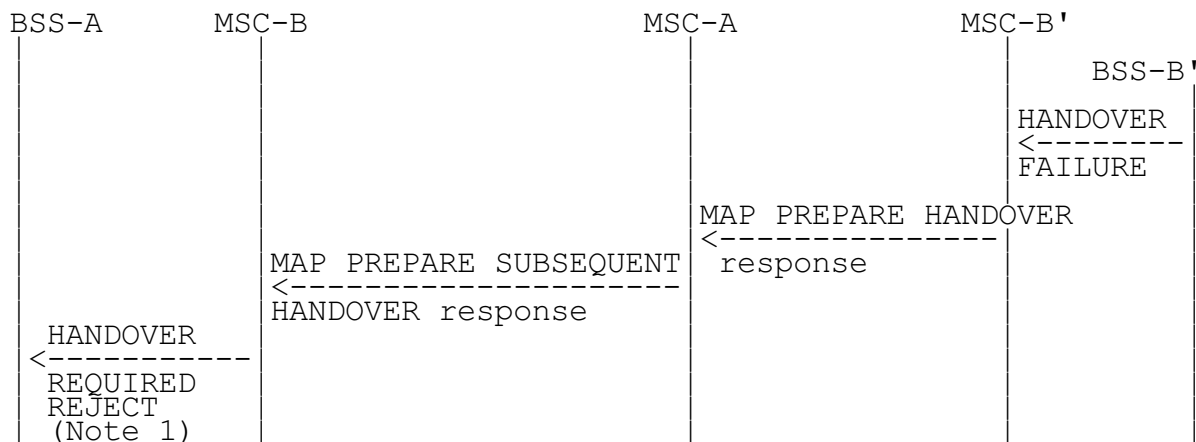 BSS-A MSC-B MSC-A MSC-B'
BSS-B'
HANDOVER
FAILURE
MAP PREPARE HANDOVER
response
MAP PREPARE SUBSEQUENT
HANDOVER response
HANDOVER
REQUIRED
REJECT
(Note 1)